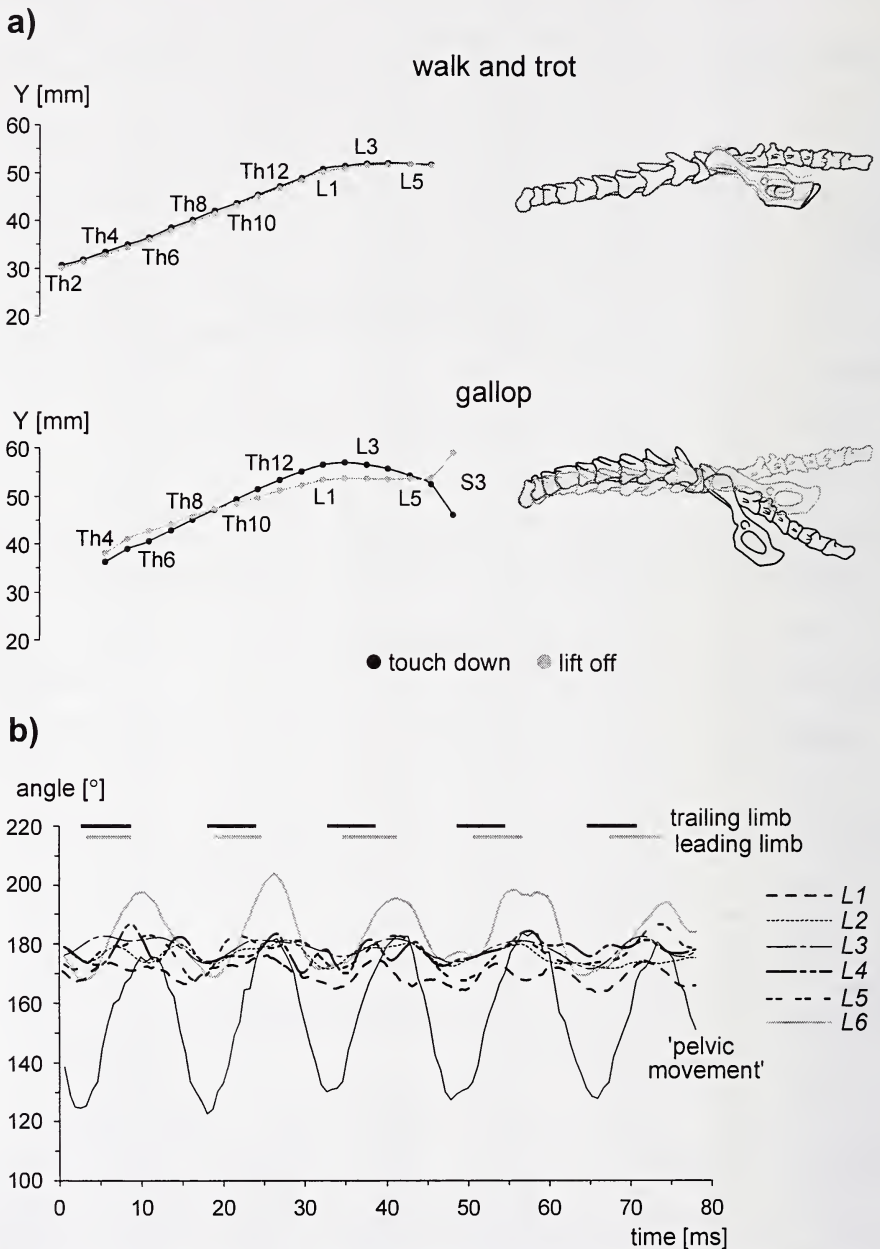 a)
walk and trot
Y [mm]
60
50
40
30
20
Th2
Th4
Th6
Th8
Th10
Th12
L1
L3
L5
gallop
Y [mm]
60
50
40
30
20
Th4
Th6
Th8
Th10
Th12
L1
L3
L5
S3
touch down
lift off
b)
angle [°]
220
200
180
160
140
120
100
trailing limb
leading limb
L1
L2
L3
L4
L5
L6
'pelvic
movement'
0 10 20 30 40 50 60 70 80
time [ms]